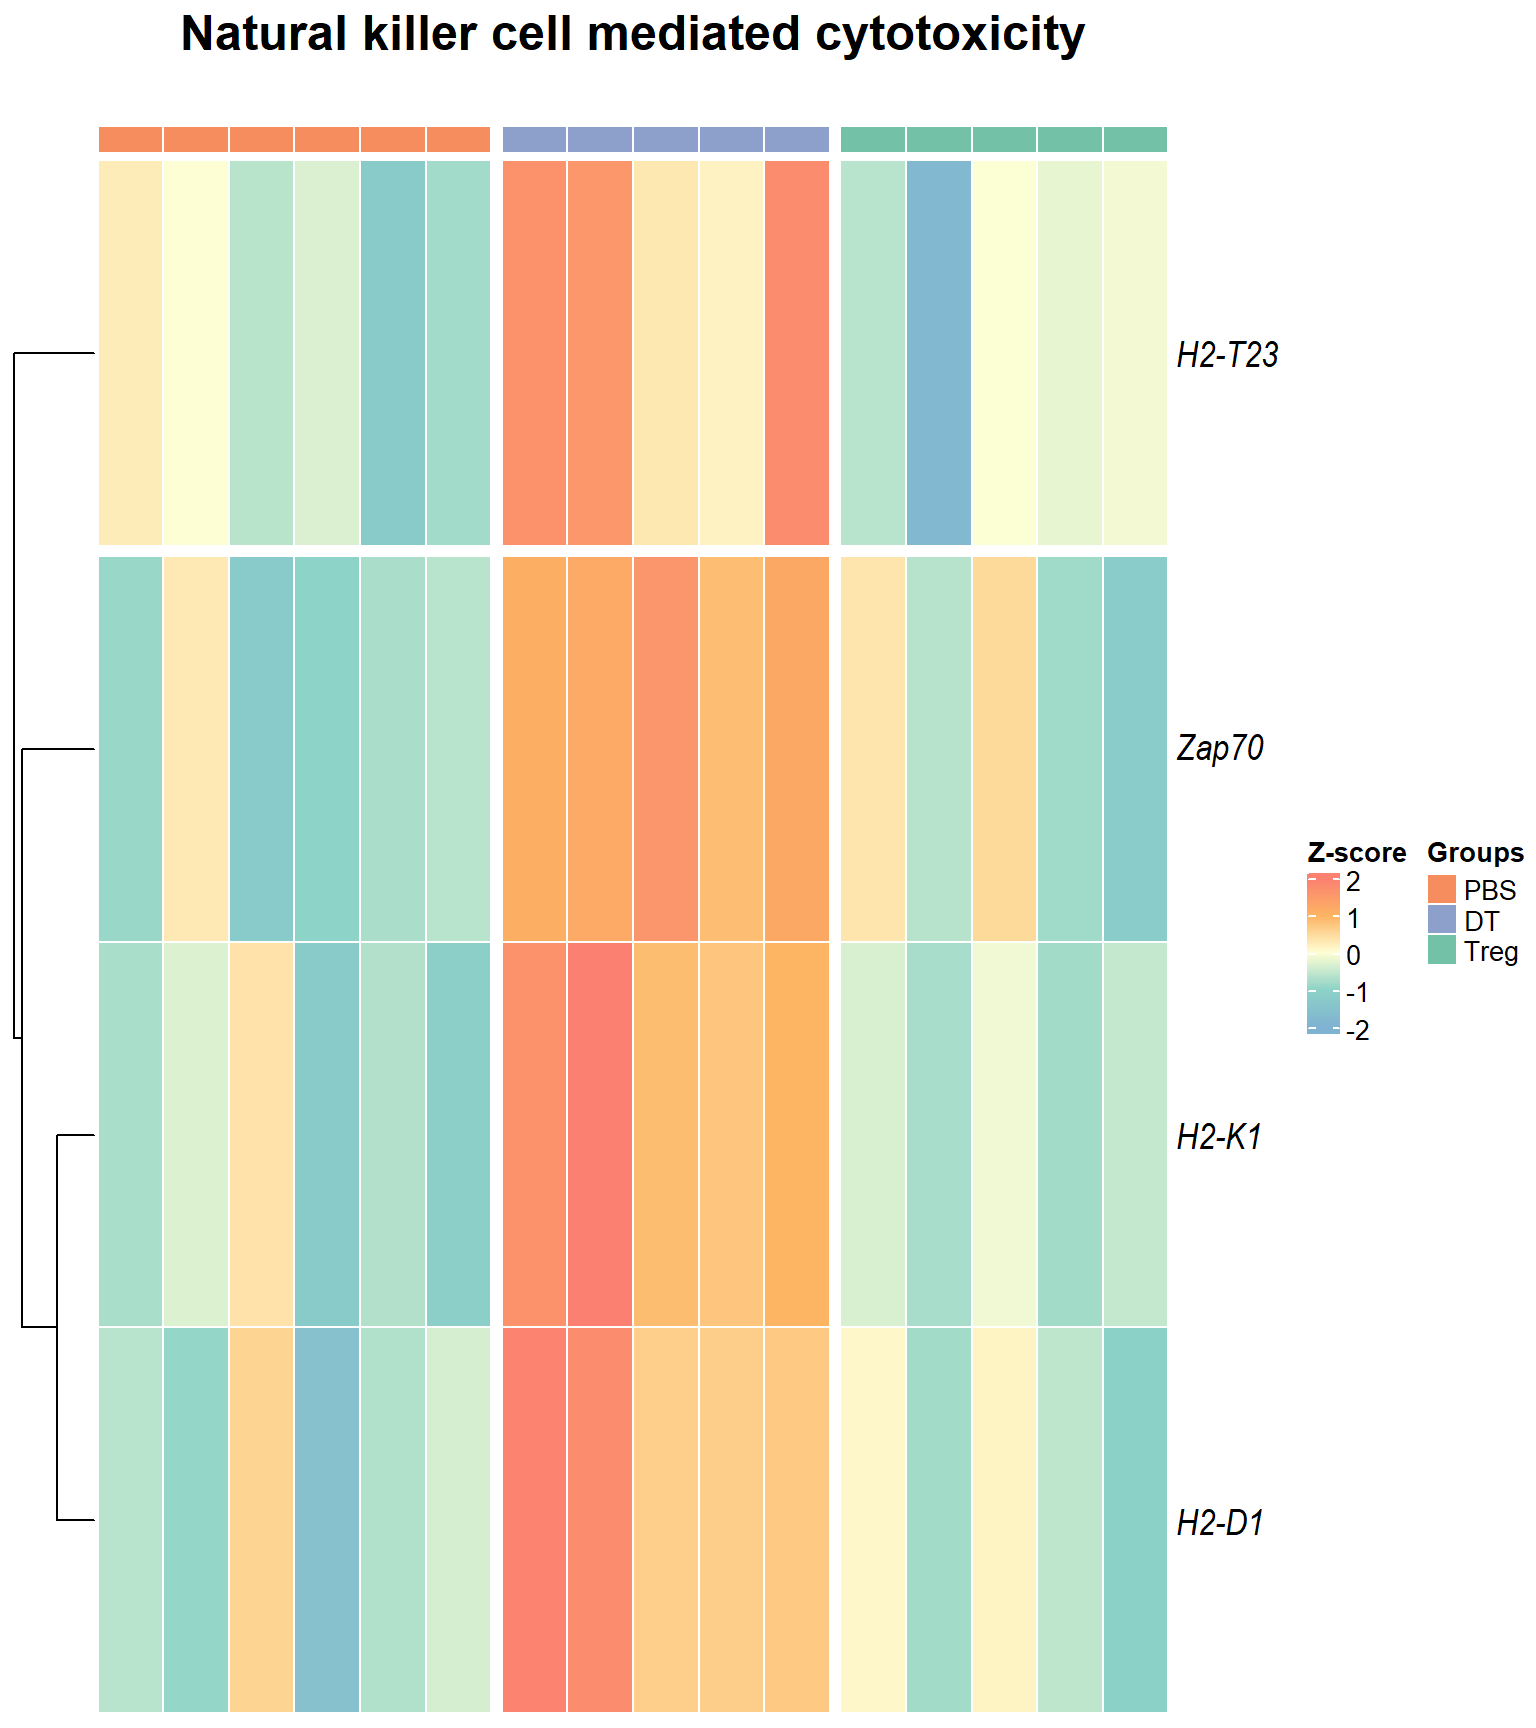 Natural killer cell mediated cytotoxicity
H2-T23
Zap70
H2-K1
H2-D1
Z-score
2
1
0
-1
-2
Groups
PBS
DT
Treg